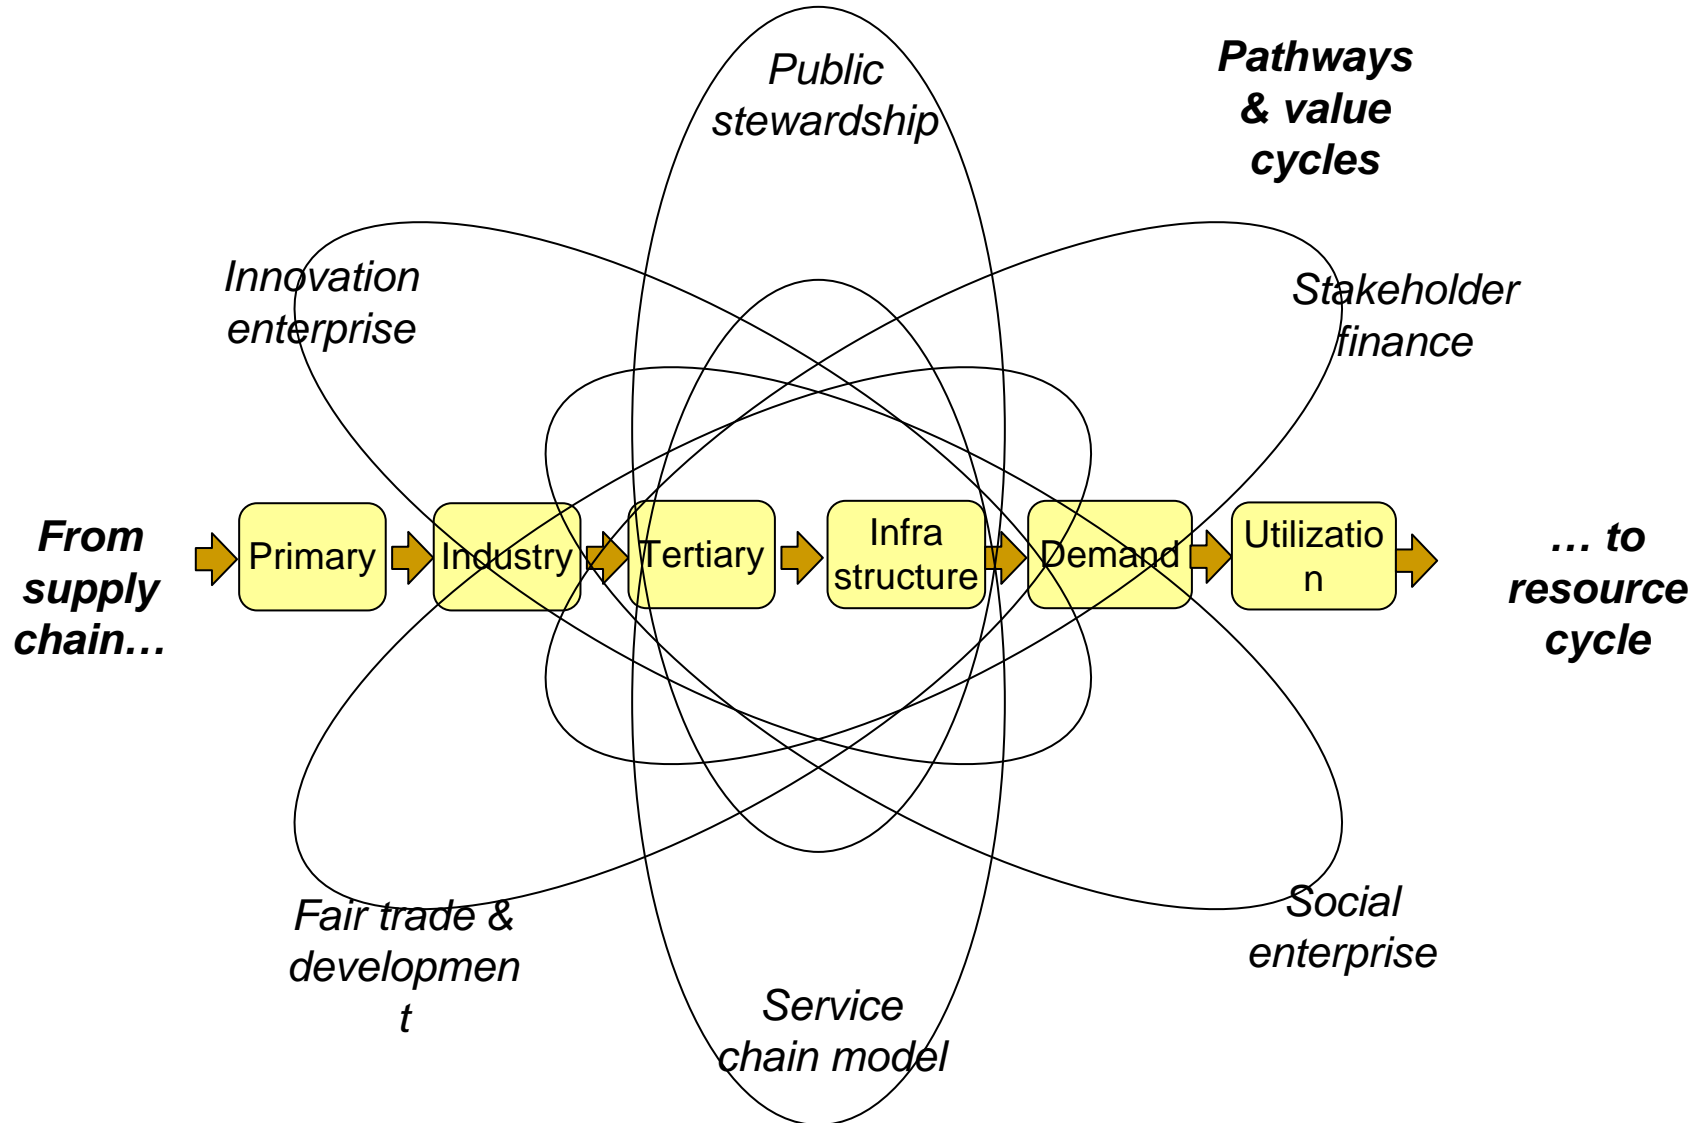 Public
stewardship
Pathways
& value
cycles
Innovation
enterprise
Stakeholder
finance
From
supply
chain…
Primary
Industry
Tertiary
Infra
structure
Demand
Utilizatio
n
… to
resource
cycle
Fair trade &
developmen
t
Service
chain model
Social
enterprise